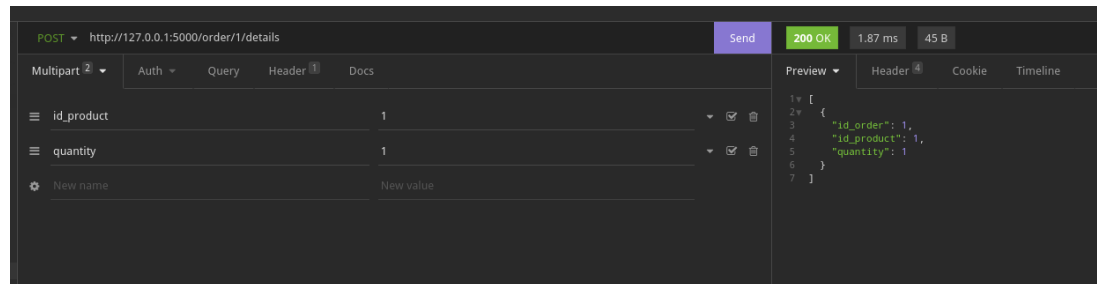 POST http://127.0.0.1:5000/order/1/details Send 200 OK 1.87 ms 45 B
Multipart 2 Auth Query Header 1 Docs Preview Header 4 Cookie Timeline
id_product 1
quantity 1
New name New value
1 [
2 {
3 "id_order": 1,
4 "id_product": 1,
5 "quantity": 1
6 }
7 ]